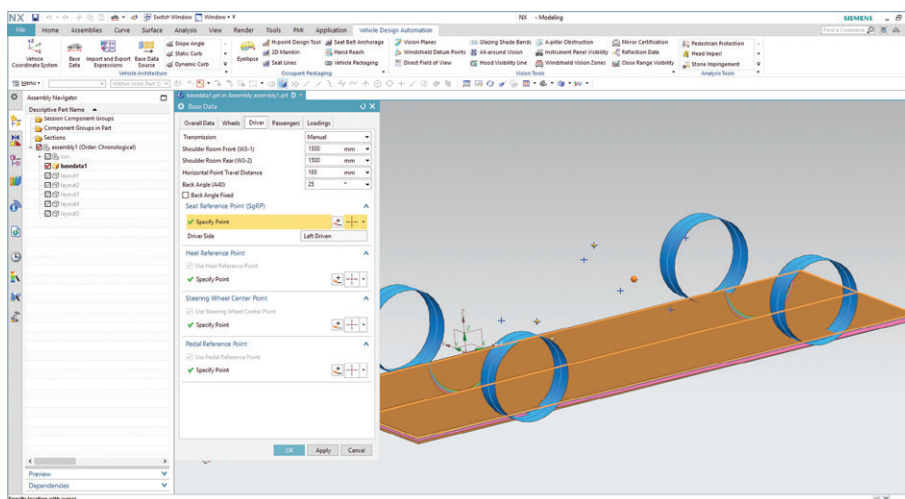 NX Switch Window Window NX - Modeling SIEMENS
File Home Assemblies Curve Surface Analysis View Render Tools PMI Application Vehicle Design Automation Find a Command
Slope Angle H-point Design Tool Seat Belt Anchorage Vision Planes Glazing Shade Bands A-pillar Obstruction Mirror Certification Pedestrian Protection
Static Curb 2D Manikin Hand Reach Windshield Datum Points All-around Vision Instrument Panel Visibility Reflection Data Head Impact
Vehicle Coordinate System Base Data Import and Export Expressions Base Data Source Dynamic Curb Eyellipse Seat Lines Vehicle Packaging Direct Field of View Hood Visibility Line Windshield Vision Zones Close Range Visibility Stone Impingement
Vehicle Architecture Occupant Packaging Vision Tools Analysis Tools
Menu Within Work Part O
Assembly Navigator
Descriptive Part Name
Session Component Groups
Component Groups in Part
Sections
assembly1 (Order: Chronological)
basedata1
layout1
layout2
layout3
layout4
layout5
Preview
Dependencies
basedata1.prt in Assembly assembly1.prt
Base Data
Overall Data Wheels Driver Passengers Loadings
Transmission Manual
Shoulder Room Front (W3-1) 1500 mm
Shoulder Room Rear (W3-2) 1500 mm
Horizontal Point Travel Distance 165 mm
Back Angle (A40) 25 °
Back Angle Fixed
Seat Reference Point (SgRP)
Specify Point
Driver Side Left Driven
Heel Reference Point
Use Heel Reference Point
Specify Point
Steering Wheel Center Point
Use Steering Wheel Center Point
Specify Point
Pedal Reference Point
Use Pedal Reference Point
Specify Point
OK Apply Cancel